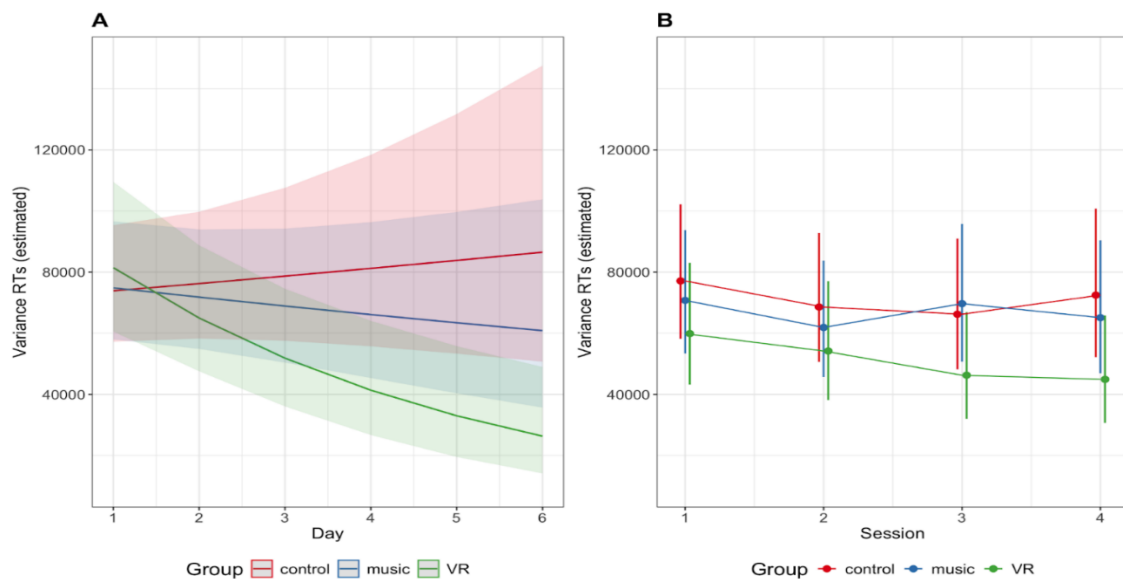 A
Variance RTs (estimated)
120000
80000
40000
1 2 3 4 5 6
Day
Group control music VR
B
Variance RTs (estimated)
120000
80000
40000
1 2 3 4
Session
Group control music VR